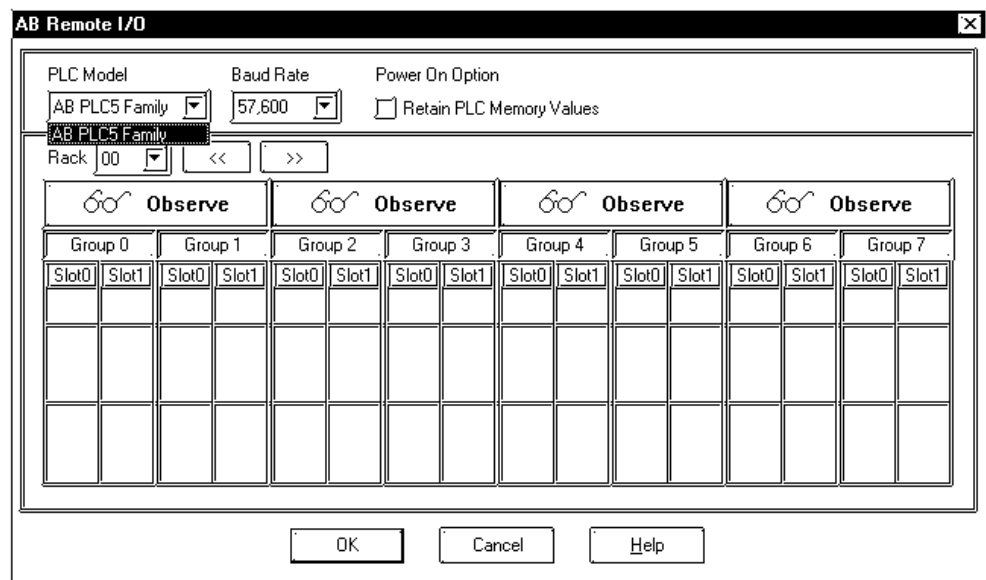 AB Remote I/O
PLC Model Baud Rate Power On Option
AB PLC5 Family 57,600 Retain PLC Memory Values
AB PLC5 Family
Rack 00 << >>
Observe Observe Observe Observe
Group 0 Group 1 Group 2 Group 3 Group 4 Group 5 Group 6 Group 7
Slot0 Slot1 Slot0 Slot1 Slot0 Slot1 Slot0 Slot1 Slot0 Slot1 Slot0 Slot1 Slot0 Slot1 Slot0 Slot1
OK Cancel Help